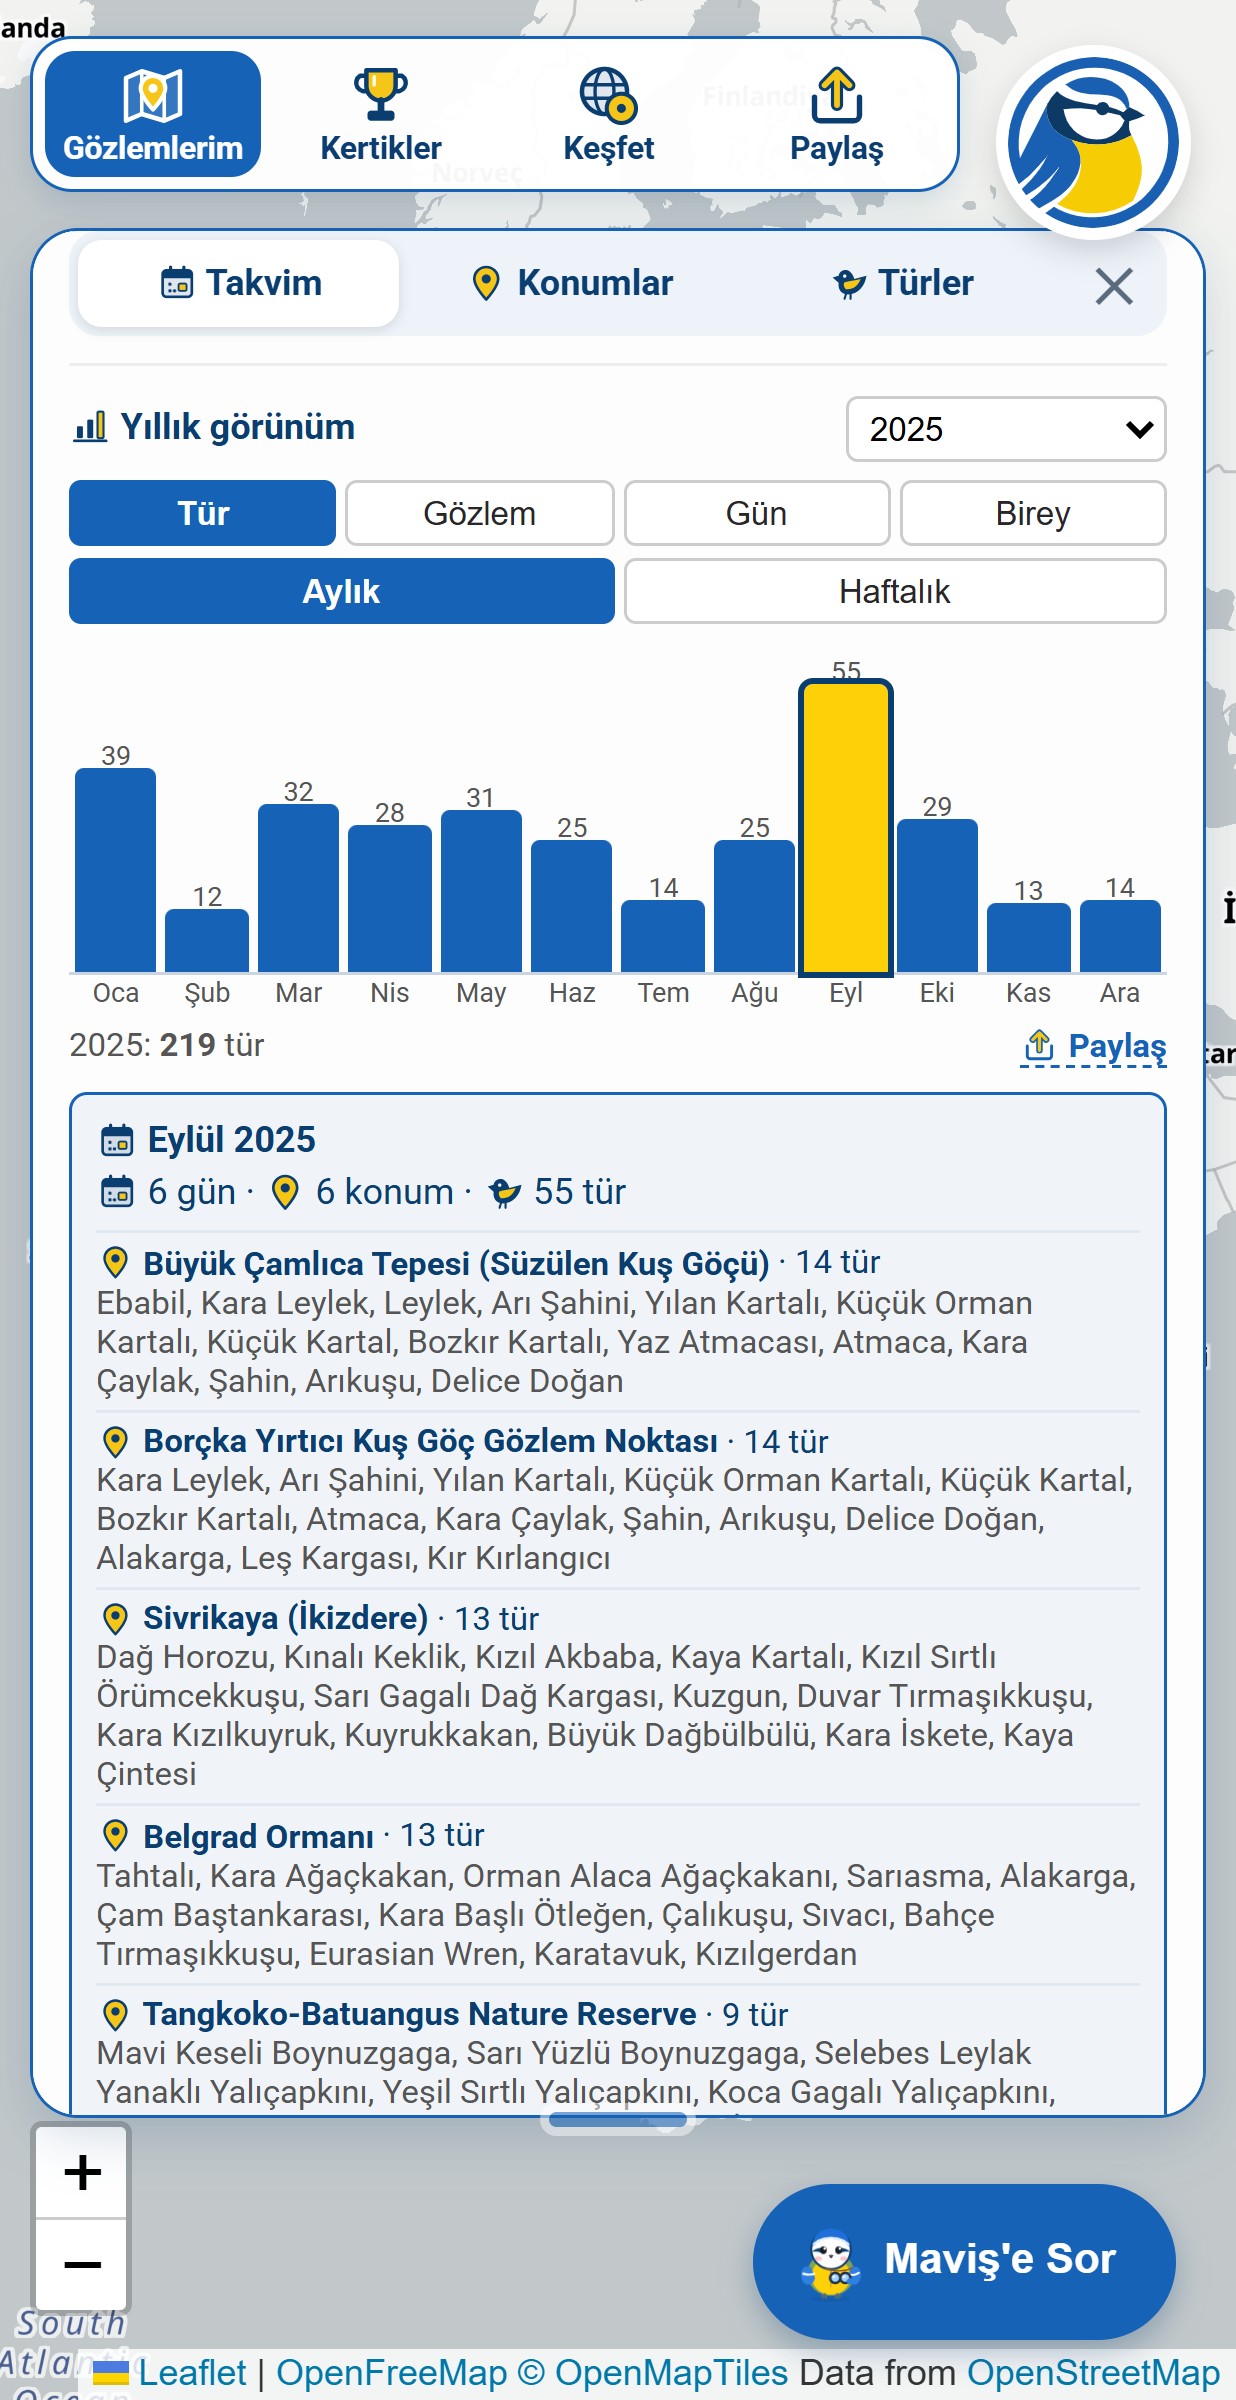 anda
Gözlemlerim
Kertikler
Keşfet
Paylaş
Finlandiy
Norveç
Takvim
Konumlar
Türler
Yıllık görünüm
2025
Tür
Gözlem
Gün
Birey
Aylık
Haftalık
39
12
32
28
31
25
14
25
55
29
13
14
Oca
Şub
Mar
Nis
May
Haz
Tem
Ağu
Eyl
Eki
Kas
Ara
İ
2025: 219 tür
Paylaş
tar
Eylül 2025
6 gün · 6 konum · 55 tür
Büyük Çamlıca Tepesi (Süzülen Kuş Göçü) · 14 tür
Ebabil, Kara Leylek, Leylek, Arı Şahini, Yılan Kartalı, Küçük Orman
Kartalı, Küçük Kartal, Bozkır Kartalı, Yaz Atmacası, Atmaca, Kara
Çaylak, Şahin, Arıkuşu, Delice Doğan
Borçka Yırtıcı Kuş Göç Gözlem Noktası · 14 tür
Kara Leylek, Arı Şahini, Yılan Kartalı, Küçük Orman Kartalı, Küçük Kartal,
Bozkır Kartalı, Atmaca, Kara Çaylak, Şahin, Arıkuşu, Delice Doğan,
Alakarga, Leş Kargası, Kır Kırlangıcı
Sivrikaya (İkizdere) · 13 tür
Dağ Horozu, Kınalı Keklik, Kızıl Akbaba, Kaya Kartalı, Kızıl Sırtlı
Örümcekkuşu, Sarı Gagalı Dağ Kargası, Kuzgun, Duvar Tırmaşıkkuşu,
Kara Kızılkuyruk, Kuyrukkakan, Büyük Dağbülbülü, Kara İskete, Kaya
Çintesi
Belgrad Ormanı · 13 tür
Tahtalı, Kara Ağaçkakan, Orman Alaca Ağaçkakanı, Sarıasma, Alakarga,
Çam Baştankarası, Kara Başlı Ötleğen, Çalıkuşu, Sıvacı, Bahçe
Tırmaşıkkuşu, Eurasian Wren, Karatavuk, Kızılgerdan
Tangkoko-Batuangus Nature Reserve · 9 tür
Mavi Keseli Boynuzgaga, Sarı Yüzlü Boynuzgaga, Selebes Leylak
Yanaklı Yalıçapkını, Yeşil Sırtlı Yalıçapkını, Koca Gagalı Yalıçapkını,
+
−
Maviş'e Sor
South
Atlantic
Ocean
Leaflet | OpenFreeMap © OpenMapTiles Data from OpenStreetMap